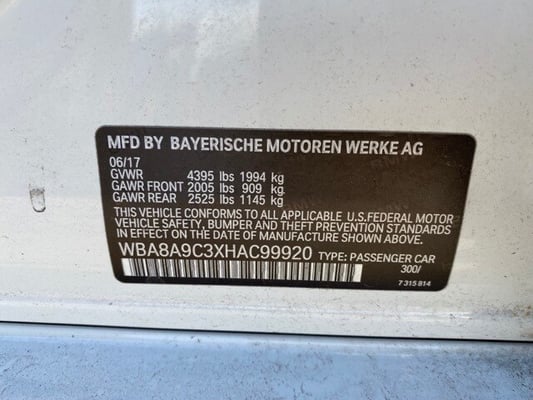 MFD BY BAYERISCHE MOTOREN WERKE AG
06/17
GVWR 4395 lbs 1994 kg
GAWR FRONT 2005 lbs 909 kg
GAWR REAR 2525 lbs 1145 kg
THIS VEHICLE CONFORMS TO ALL APPLICABLE U.S.FEDERAL MOTOR
VEHICLE SAFETY, BUMPER, AND THEFT PREVENTION STANDARDS
IN EFFECT ON THE DATE OF MANUFACTURE SHOWN ABOVE.
WBA8A9C3XHAC99920 TYPE: PASSENGER CAR
300/
7 315 814